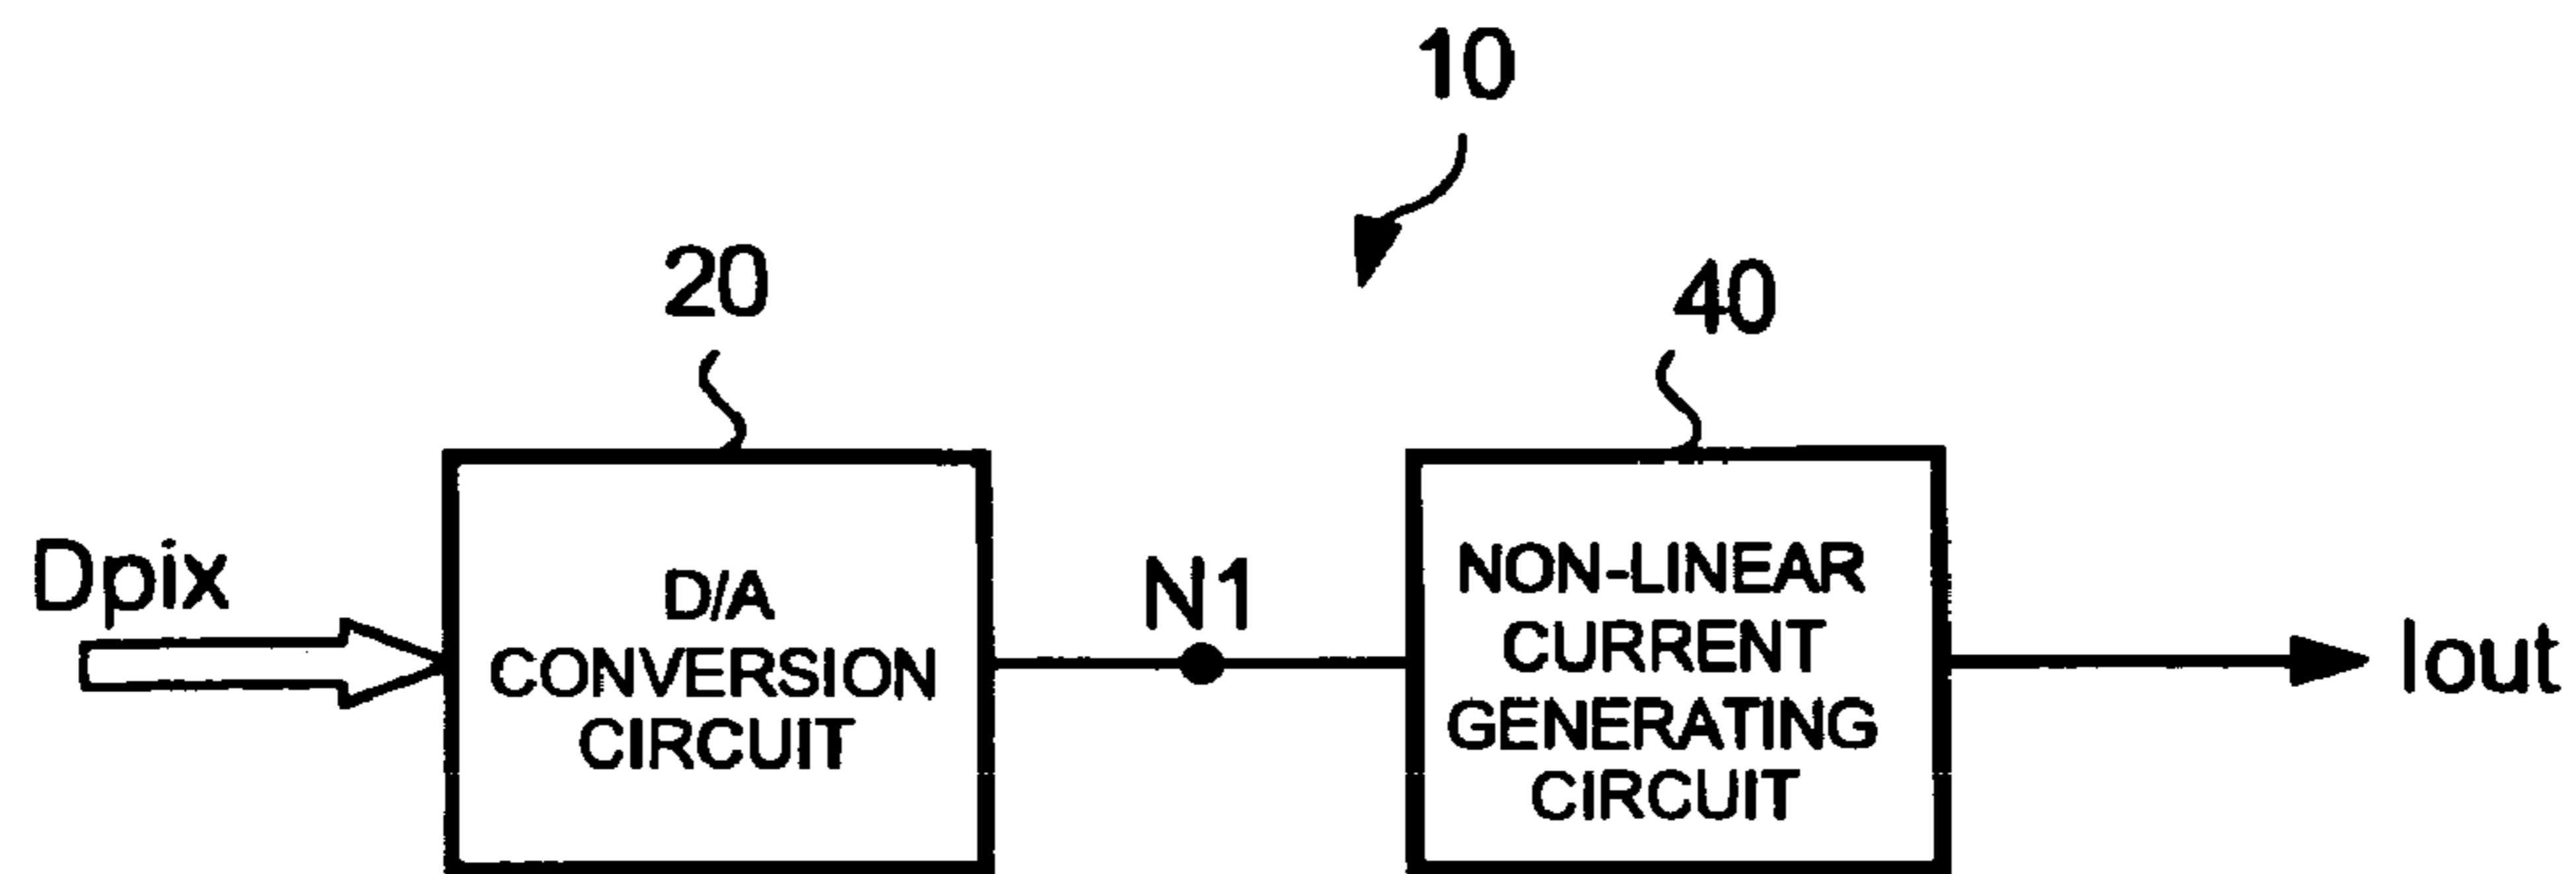 10
20
40
Dpix
D/A
CONVERSION
CIRCUIT
N1
NON-LINEAR
CURRENT
GENERATING
CIRCUIT
Iout